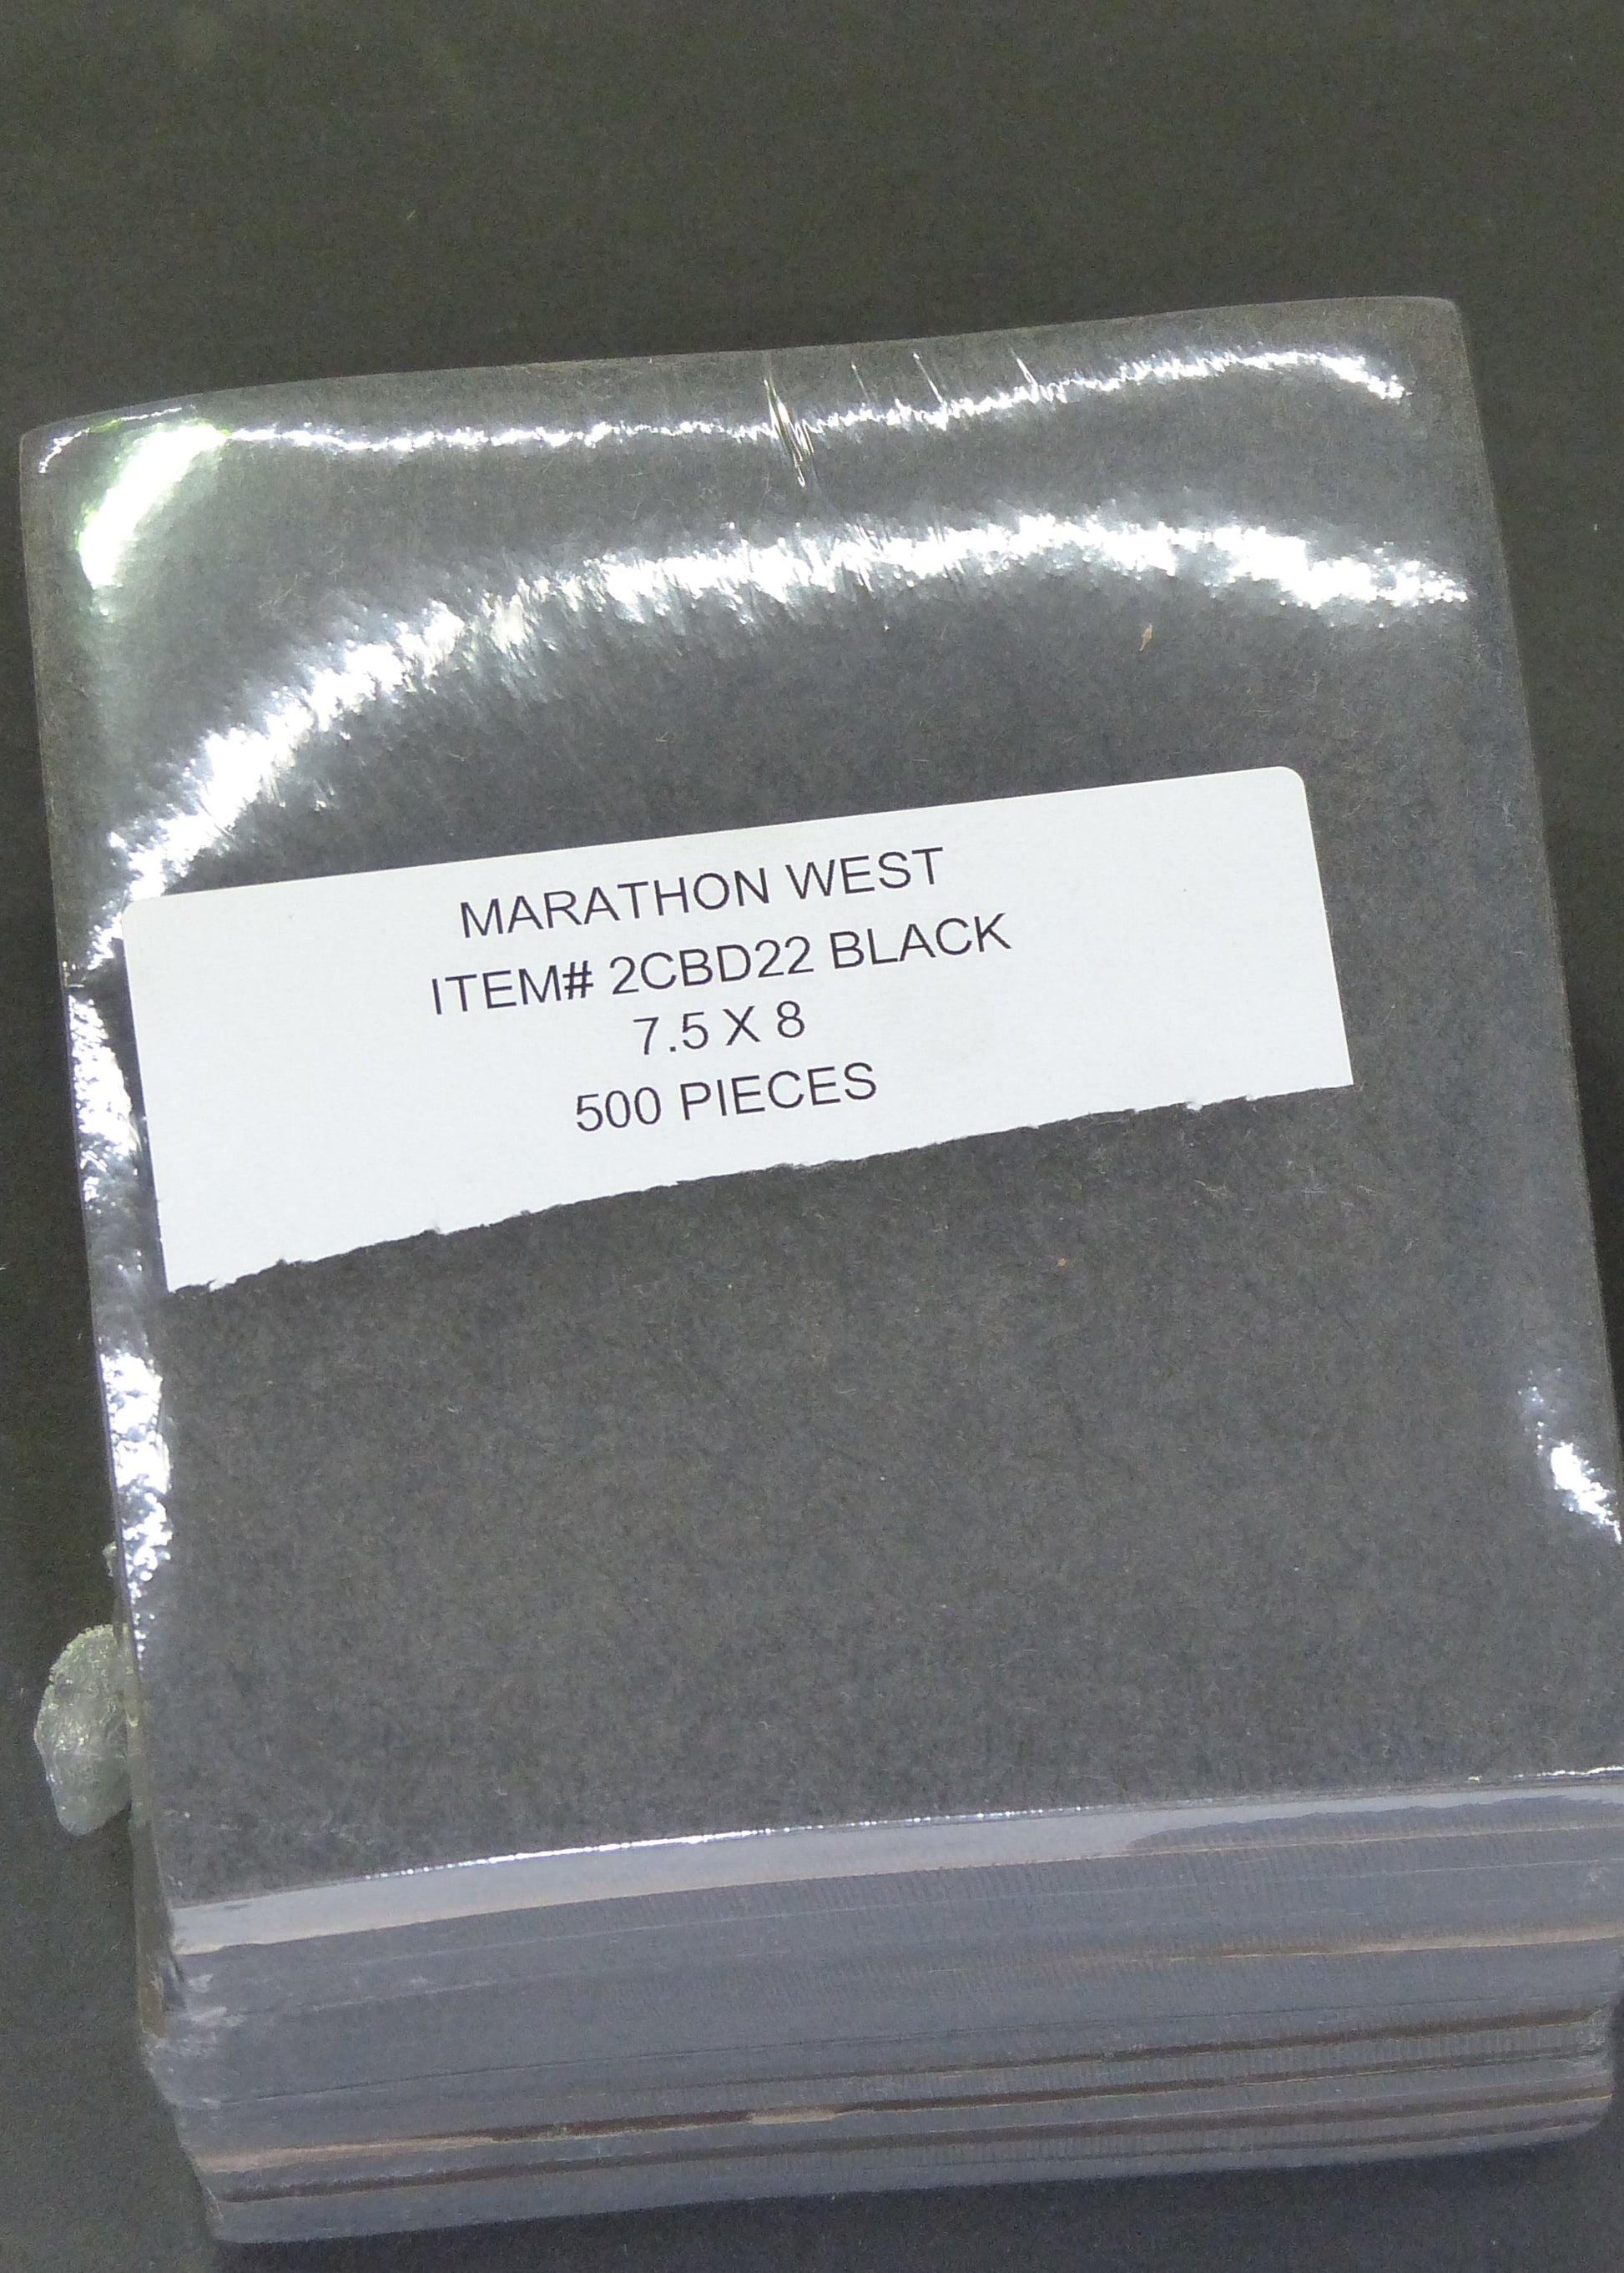 MARATHON WEST
ITEM# 2CBD22 BLACK
7.5 X 8
500 PIECES